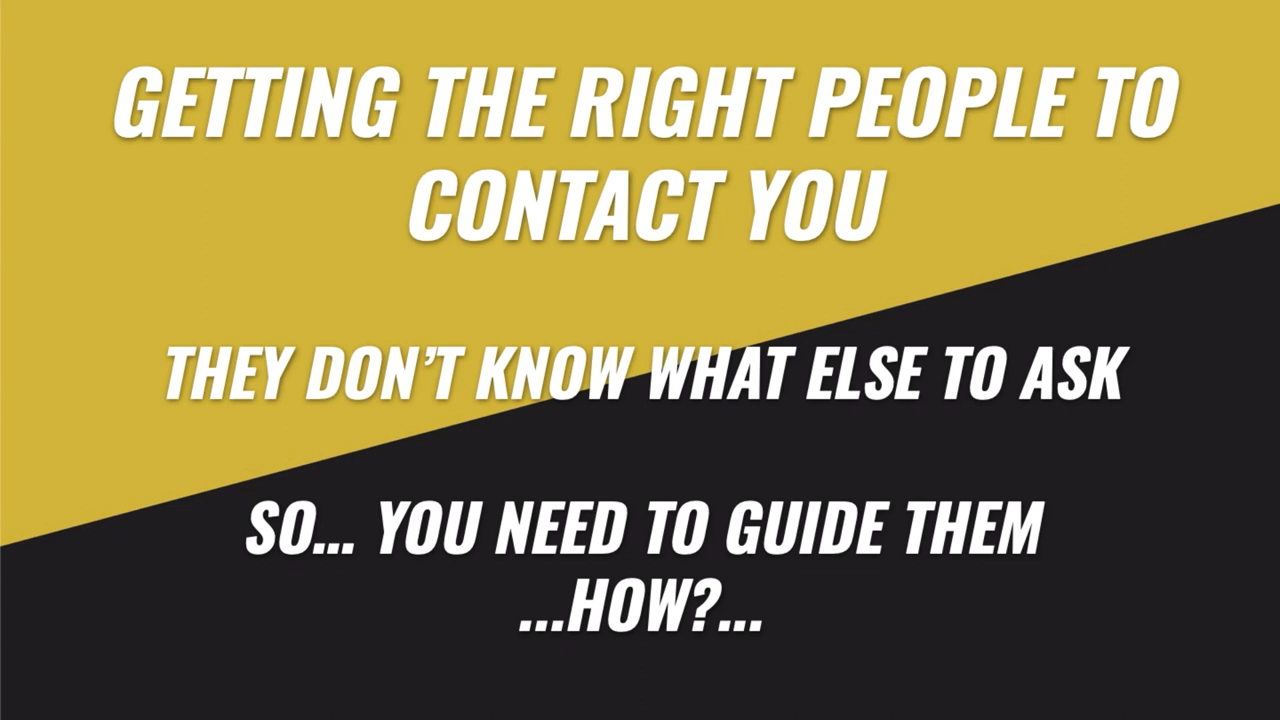 GETTING THE RIGHT PEOPLE TO
CONTACT YOU
THEY DON’T KNOW WHAT ELSE TO ASK
SO... YOU NEED TO GUIDE THEM
...HOW?...